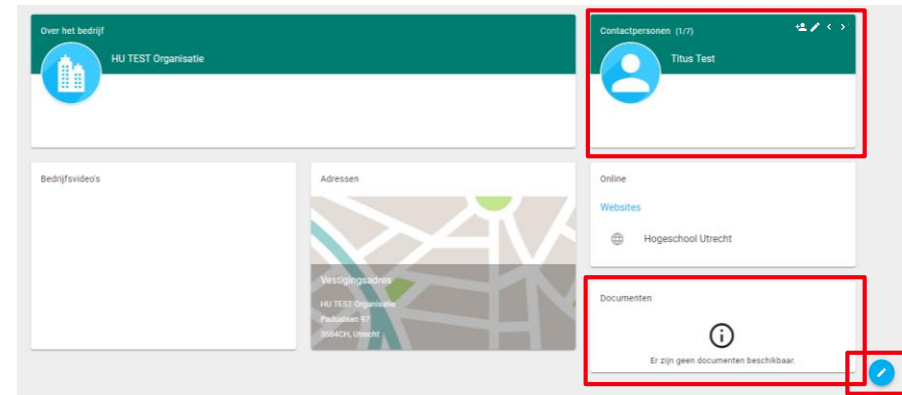 Over het bedrijf
HU TEST Organisatie
Contactpersonen (1/7)
Titus Test
Bedrijfsvideo's
Adressen
Vestigingsadres
HU TEST Organisatie
Padualaan 97
3584CH, Utrecht
Online
Websites
Hogeschool Utrecht
Documenten
Er zijn geen documenten beschikbaar.